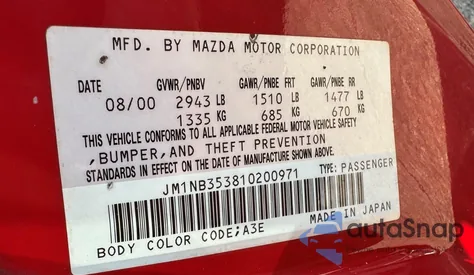 MFD. BY MAZDA MOTOR CORPORATION
DATE GVWR/PNBV GAWR/PNBE FRT GAWR/PNBE RR
08/00 2943 LB 1510 LB 1477 LB
1335 KG 685 KG 670 KG
THIS VEHICLE CONFORMS TO ALL APPLICABLE FEDERAL MOTOR VEHICLE SAFETY
,BUMPER,AND THEFT PREVENTION
STANDARDS IN EFFECT ON THE DATE OF MANUFACTURE SHOWN ABOVE.
JM1NB353810200971 TYPE: PASSENGER
MADE IN JAPAN
BODY COLOR CODE;A3E
autoSnap